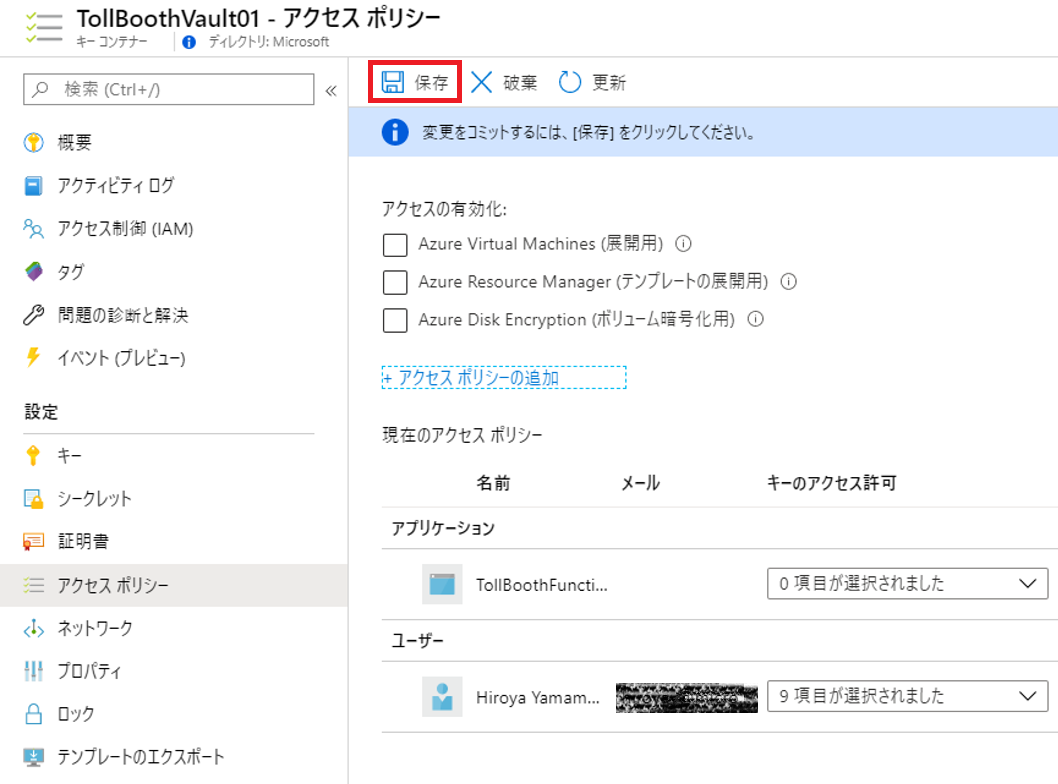 TollBoothVault01 - アクセス ポリシー
キー コンテナー
ディレクトリ: Microsoft
検索 (Ctrl+/)
«
概要
アクティビティ ログ
アクセス制御 (IAM)
タグ
問題の診断と解決
イベント (プレビュー)
設定
キー
シークレット
証明書
アクセス ポリシー
ネットワーク
プロパティ
ロック
テンプレートのエクスポート
保存
破棄
更新
変更をコミットするには、[保存] をクリックしてください。
アクセスの有効化:
Azure Virtual Machines (展開用)
Azure Resource Manager (テンプレートの展開用)
Azure Disk Encryption (ボリューム暗号化用)
+ アクセス ポリシーの追加
現在のアクセス ポリシー
名前 メール キーのアクセス許可
アプリケーション
TollBoothFuncti... 0 項目が選択されました
ユーザー
Hiroya Yamam... 9 項目が選択されました